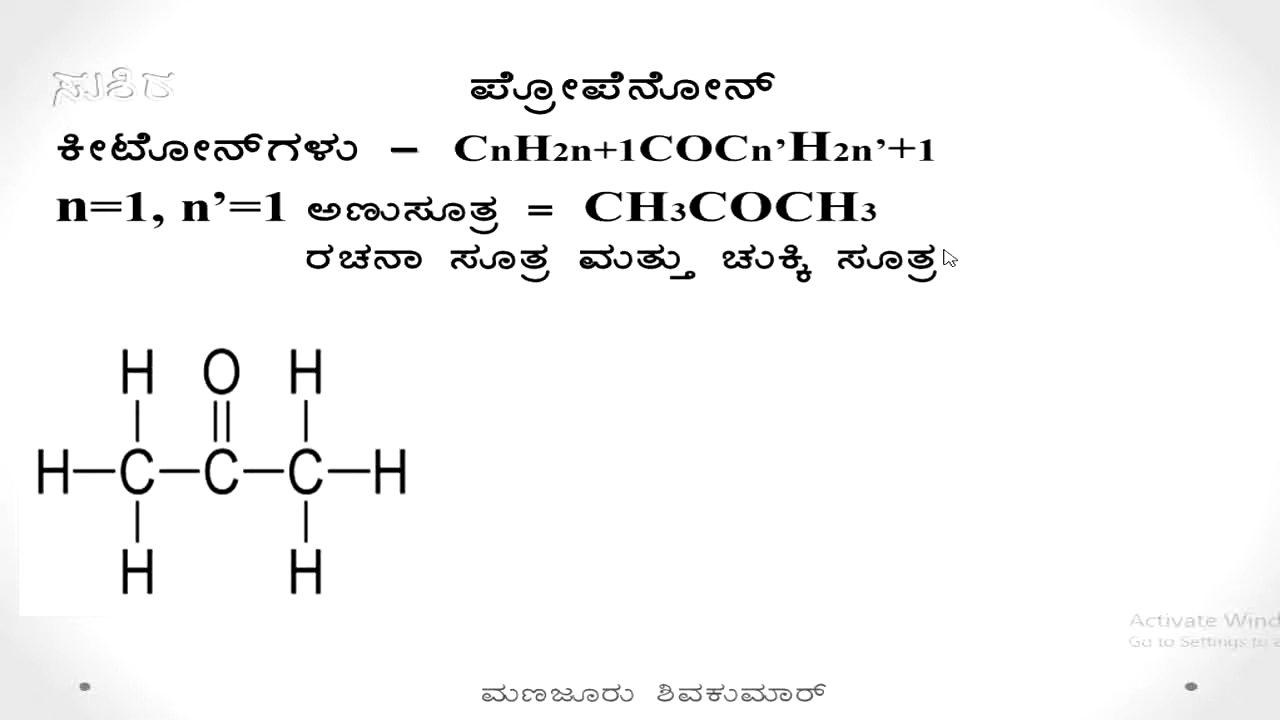 ಸುಶಿರ
ಪ್ರೋಪೆನೋನ್
ಕೀಟೋನ್‌ಗಳು – CnH2n+1COCn’H2n’+1
n=1, n’=1 ಅಣುಸೂತ್ರ = CH3COCH3
ರಚನಾ ಸೂತ್ರ ಮತ್ತು ಚುಕ್ಕಿ ಸೂತ್ರ
H O H
H–C–C–C–H
H H
Activate Wind
Go to Settings to a
ಮಣಜೂರು ಶಿವಕುಮಾರ್